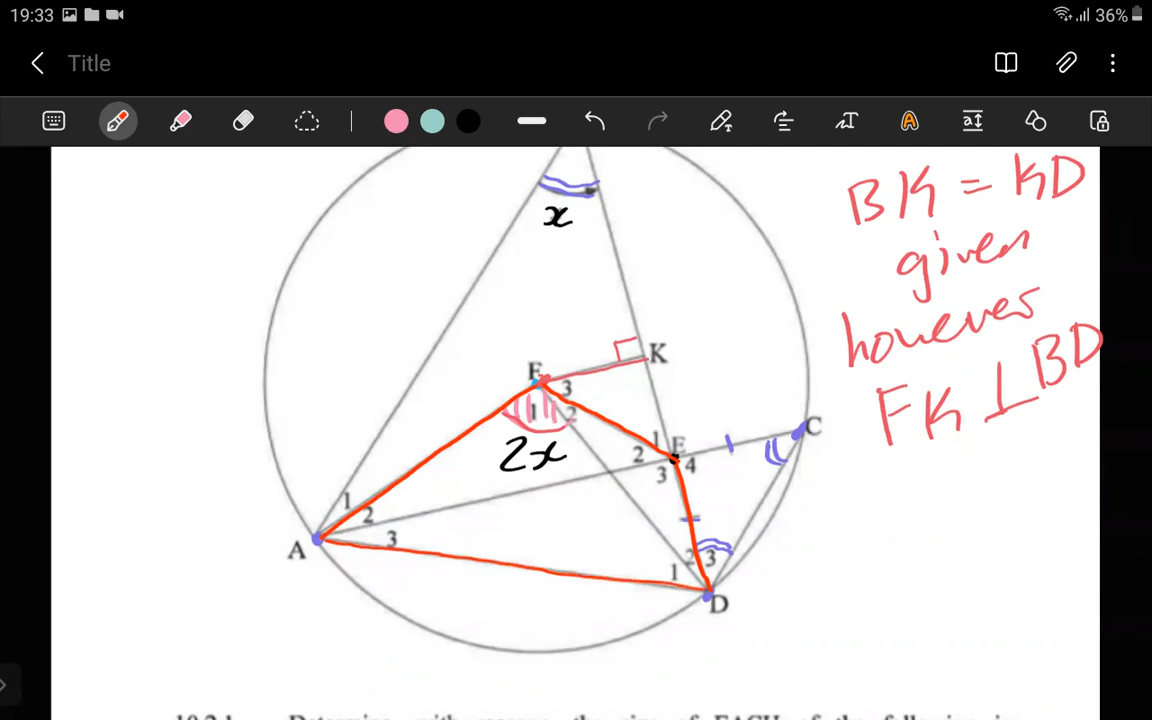 19:33
36%
Title
BK = KD
given
however
FK ⊥ BD
x
K
F
3
1
2
2x
1
E
2
3
4
C
1
2
3
A
2
3
1
D